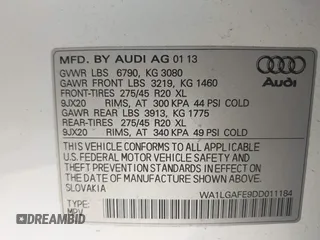 MFD. BY AUDI AG 01 13
GVWR LBS 6790, KG 3080
GAWR FRONT LBS 3219, KG 1460
FRONT-TIRES 275/45 R20 XL
9JX20 RIMS, AT 300 KPA 44 PSI COLD
GAWR REAR LBS 3913, KG 1775
REAR-TIRES 275/45 R20 XL
9JX20 RIMS, AT 340 KPA 49 PSI COLD
Audi
THIS VEHICLE CONFORMS TO ALL APPLICABLE
U.S. FEDERAL MOTOR VEHICLE SAFETY
STANDARDS IN EFFECT ON THE
DATE OF MANUFACTURE SHOWN ABOVE.
SLOVAKIA
WA1LGAFE9DD011184
TYPE:
MPV
DREAMBID